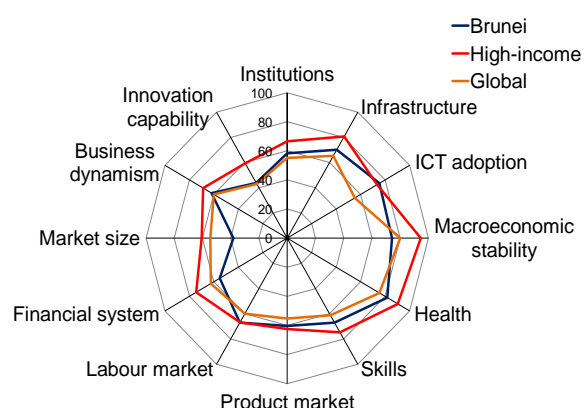 Brunei
High-income
Global
Institutions
Infrastructure
ICT adoption
Macroeconomic
stability
Health
Skills
Product market
Labour market
Financial system
Market size
Business
dynamism
Innovation
capability
100
80
60
40
20
0